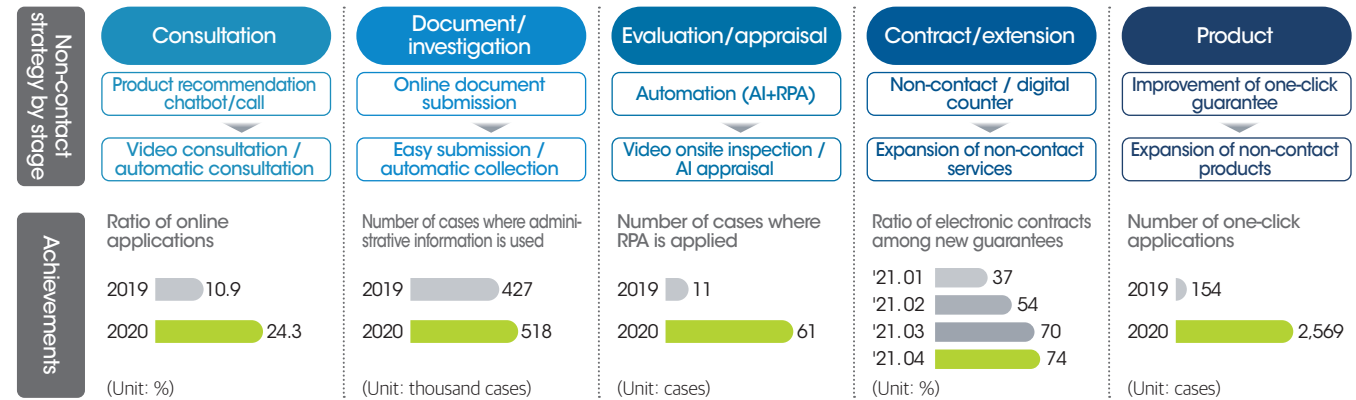 Non-contact
strategy by stage
Consultation
Product recommendation
chatbot/call
Video consultation /
automatic consultation
Document/
investigation
Online document
submission
Easy submission /
automatic collection
Evaluation/appraisal
Automation (AI+RPA)
Video onsite inspection /
AI appraisal
Contract/extension
Non-contact / digital
counter
Expansion of non-contact
services
Product
Improvement of one-click
guarantee
Expansion of non-contact
products
Achievements
Ratio of online
applications
2019 10.9
2020 24.3
(Unit: %)
Number of cases where admini-
strative information is used
2019 427
2020 518
(Unit: thousand cases)
Number of cases where
RPA is applied
2019 11
2020 61
(Unit: cases)
Ratio of electronic contracts
among new guarantees
'21.01 37
'21.02 54
'21.03 70
'21.04 74
(Unit: %)
Number of one-click
applications
2019 154
2020 2,569
(Unit: cases)